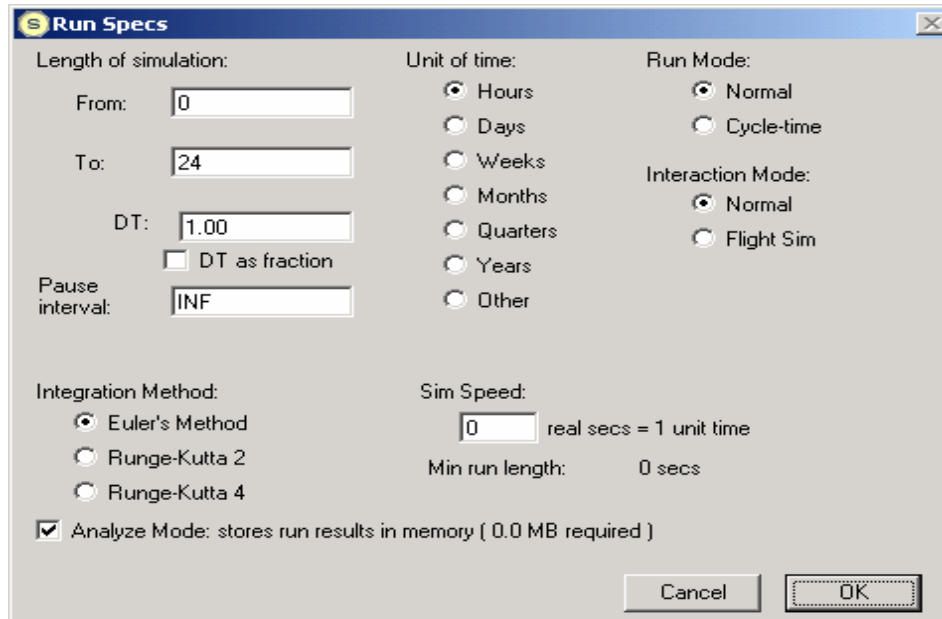 S Run Specs
Length of simulation:
From: 0
To: 24
DT: 1.00
DT as fraction
Pause interval: INF
Unit of time:
Hours
Days
Weeks
Months
Quarters
Years
Other
Run Mode:
Normal
Cycle-time
Interaction Mode:
Normal
Flight Sim
Integration Method:
Euler's Method
Runge-Kutta 2
Runge-Kutta 4
Sim Speed:
0 real secs = 1 unit time
Min run length: 0 secs
Analyze Mode: stores run results in memory ( 0.0 MB required )
Cancel OK